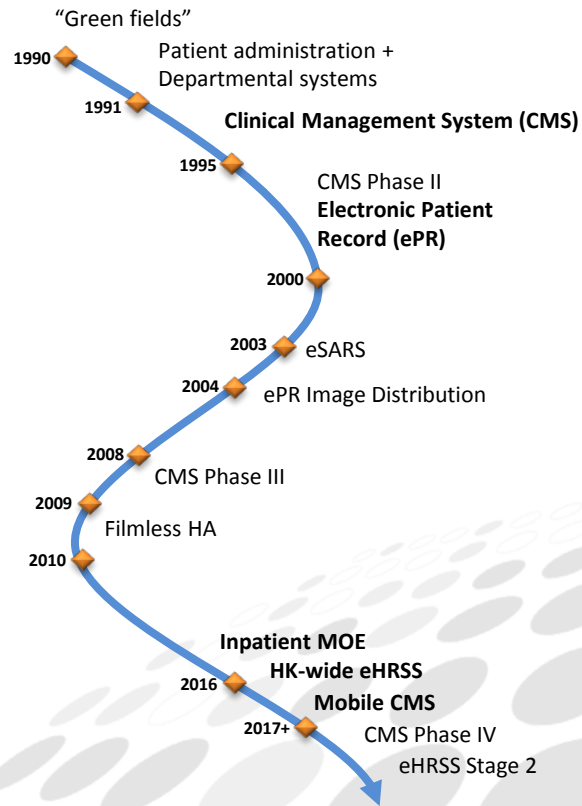 “Green fields”
1990
Patient administration +
Departmental systems
1991
Clinical Management System (CMS)
1995
CMS Phase II
Electronic Patient
Record (ePR)
2000
2003
eSARS
2004
ePR Image Distribution
2008
CMS Phase III
2009
Filmless HA
2010
Inpatient MOE
HK-wide eHRSS
2016
Mobile CMS
2017+
CMS Phase IV
eHRSS Stage 2